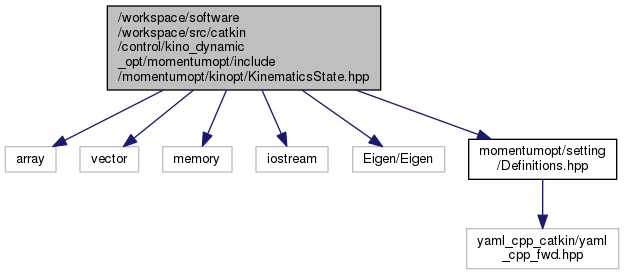 /workspace/software
/workspace/src/catkin
/control/kino_dynamic
_opt/momentumopt/include
/momentumopt/kinopt/KinematicsState.hpp
array
vector
memory
iostream
Eigen/Eigen
momentumopt/setting
/Definitions.hpp
yaml_cpp_catkin/yaml
_cpp_fwd.hpp